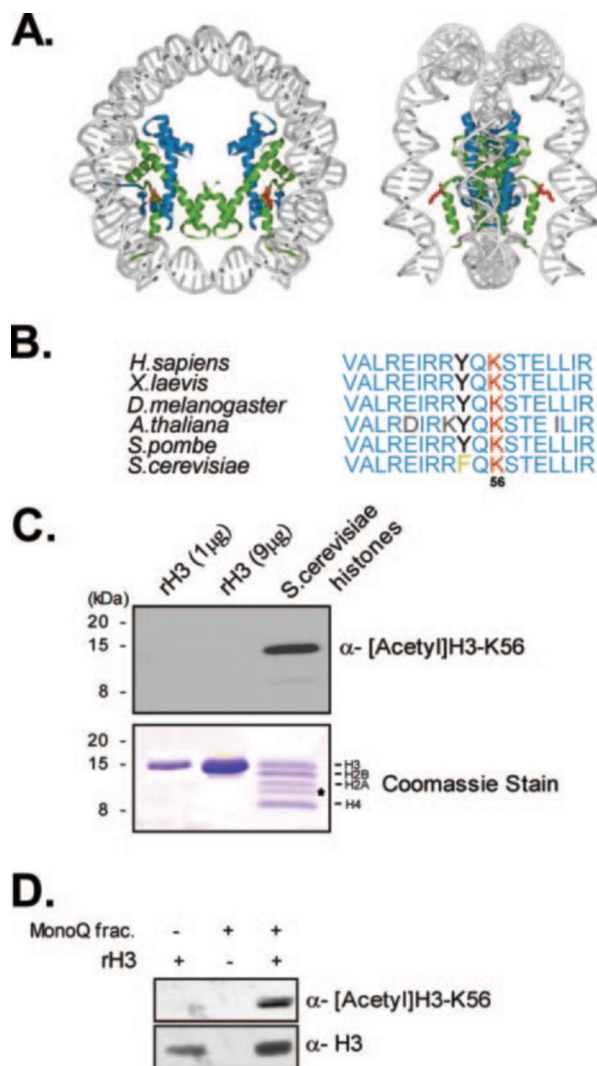 A.
B.
H.sapiens VALREIRRYQKSTELLIR
X.laevis VALREIRRYQKSTELLIR
D.melanogaster VALREIRRYQKSTELLIR
A.thaliana VALRDIRKYQKSTEILIR
S.pombe VALREIRRYQKSTELLIR
S.cerevisiae VALREIRRFQKSTELLIR
56
C.
rH3 (1µg)
rH3 (9µg)
S.cerevisiae
histones
(kDa)
20 -
15 -
8 -
α- [Acetyl]H3-K56
20 -
15 -
8 -
H3
H2B
H2A
*
H4
Coomassie Stain
D.
MonoQ frac. - + +
rH3 + - +
α- [Acetyl]H3-K56
α- H3